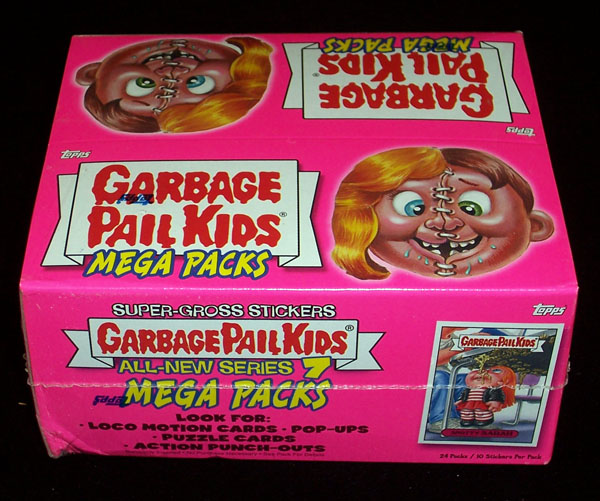 GARBAGE
PAIL KIDS
MEGA PACKS
Topps
Topps
GARBAGE
PAIL KIDS®
MEGA PACKS
Topps
SUPER-GROSS STICKERS
GARBAGE PAIL KIDS®
ALL-NEW SERIES 7
MEGA PACKS
LOOK FOR:
· LOCO MOTION CARDS · POP-UPS
· PUZZLE CARDS
· ACTION PUNCH-OUTS
GARBAGE PAIL KIDS
24 Packs / 10 Stickers Per Pack